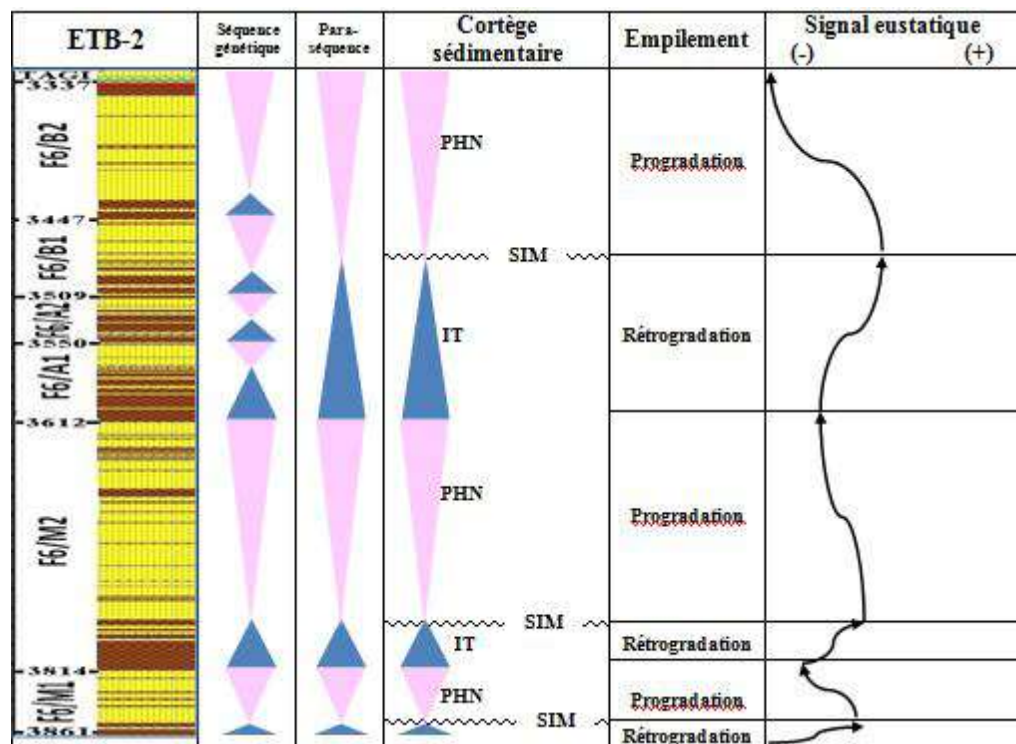 ETB-2
Séquence génétique
Para-séquence
Cortège sédimentaire
Empilement
Signal eustatique
(-) (+)
TAG1
3337
F6/B2
PHN
Progradation
3447
F6/B1
SIM
3509
F6/A2
IT
Rétrogradation
3550
F6/A1
3612
PHN
Progradation
F6/M2
SIM
IT
Rétrogradation
3814
F6/M1
PHN
Progradation
SIM
3861
Rétrogradation